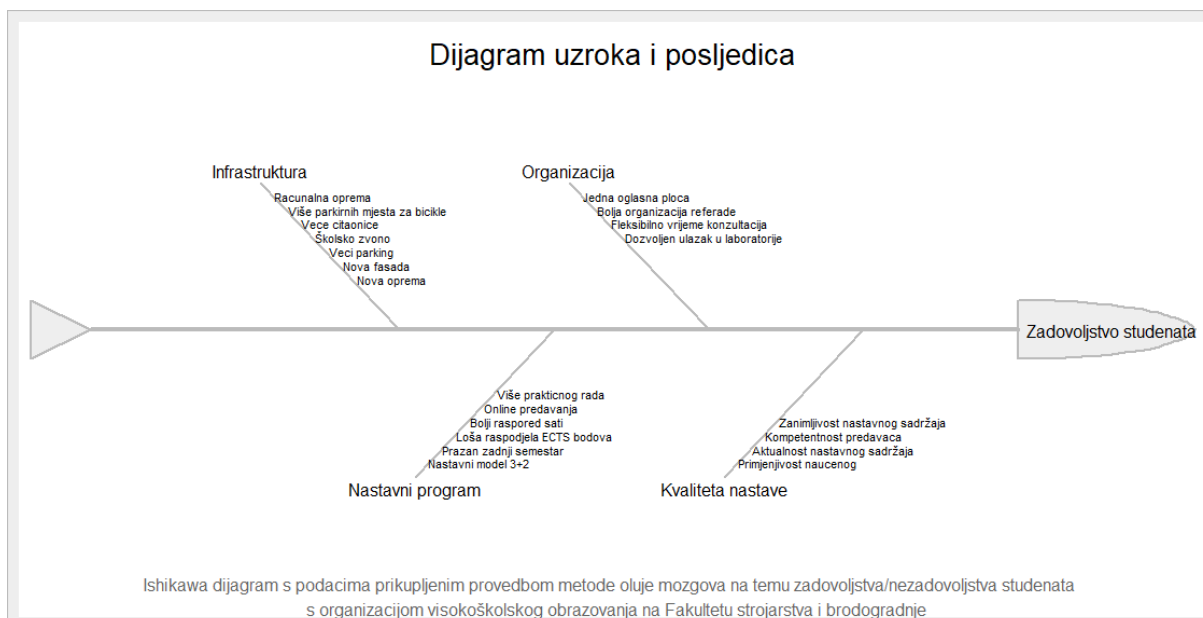 Dijagram uzroka i posljedica
Infrastruktura
Racunalna oprema
Više parkirnih mjesta za bicikle
Vece citaonice
Školsko zvono
Veci parking
Nova fasada
Nova oprema
Organizacija
Jedna oglasna ploca
Bolja organizacija referade
Fleksibilno vrijeme konzultacija
Dozvoljen ulazak u laboratorije
Zadovoljstvo studenata
Više prakticnog rada
Online predavanja
Bolji raspored sati
Loša raspodjela ECTS bodova
Prazan zadnji semestar
Nastavni model 3+2
Nastavni program
Zanimljivost nastavnog sadržaja
Kompetentnost predavaca
Aktualnost nastavnog sadržaja
Primjenjivost naucenog
Kvaliteta nastave
Ishikawa dijagram s podacima prikupljenim provedbom metode oluje mozgova na temu zadovoljstva/nezadovoljstva studenata
s organizacijom visokoškolskog obrazovanja na Fakultetu strojarstva i brodogradnje